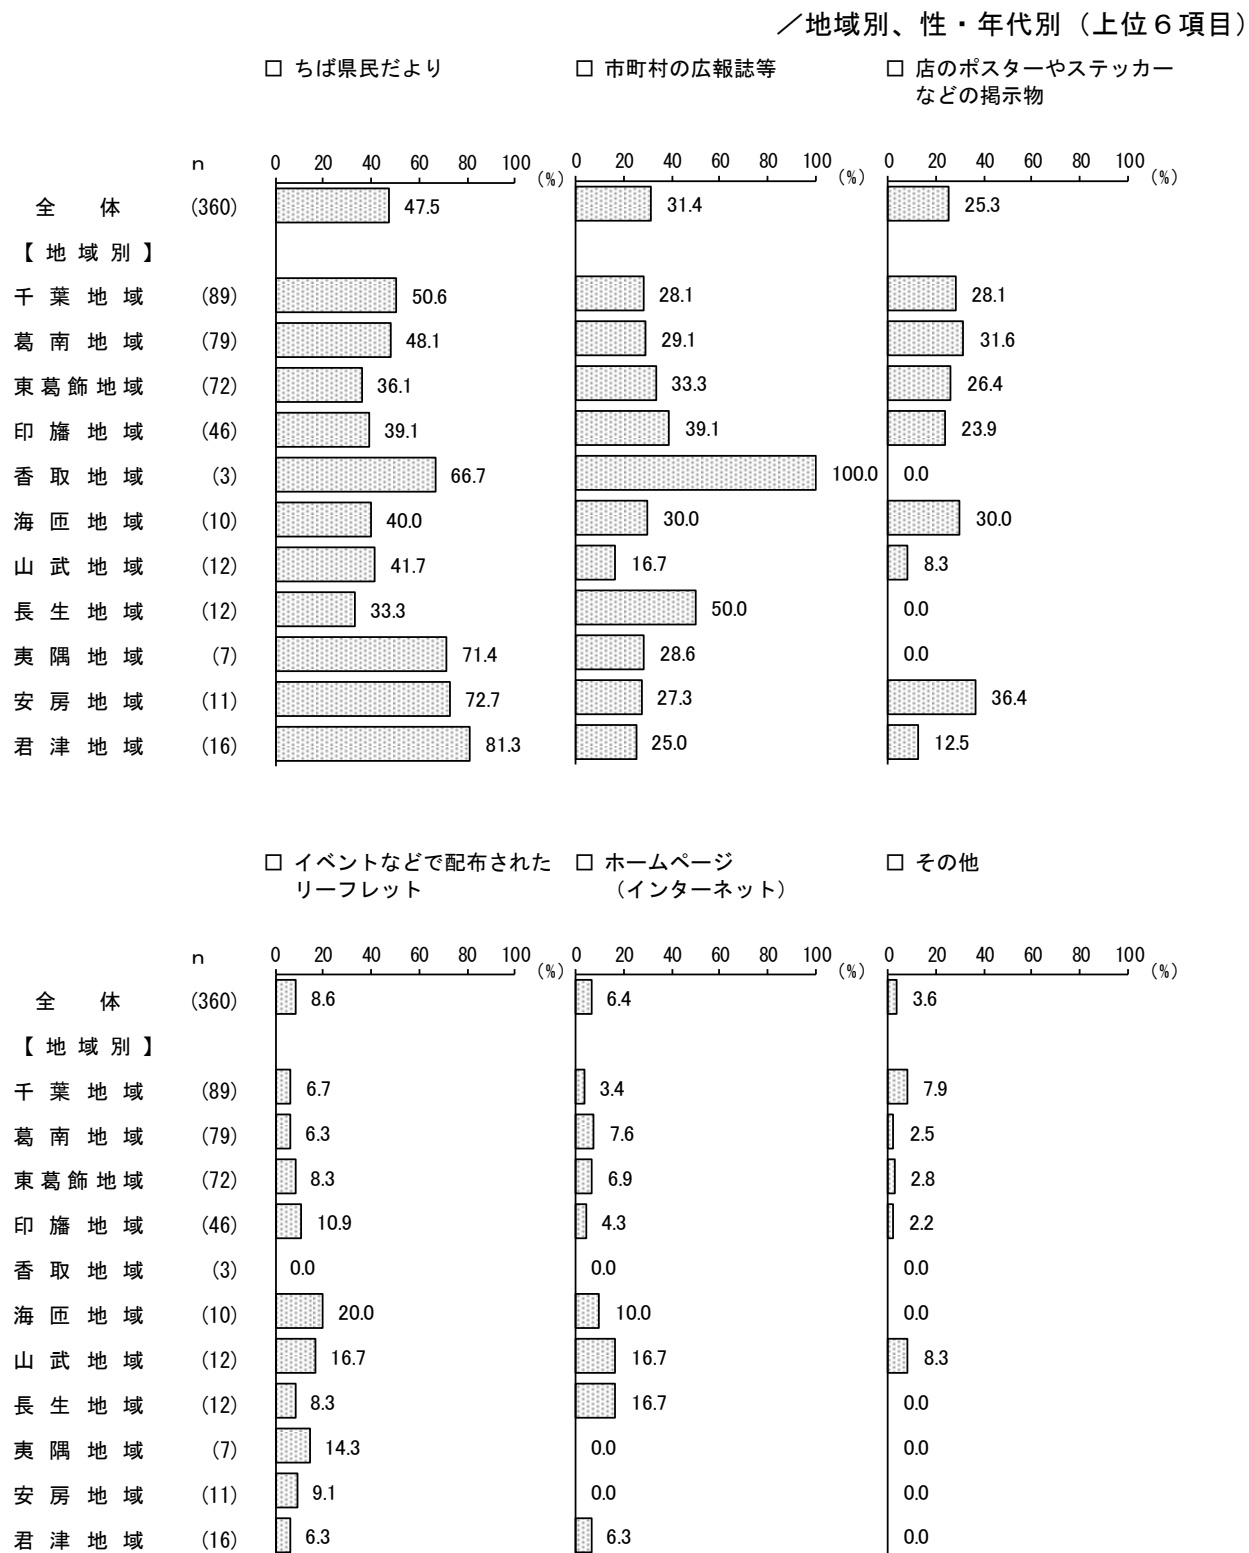 ／地域別、性・年代別（上位６項目）
□ ちば県民だより □ 市町村の広報誌等 □ 店のポスターやステッカー
などの掲示物
n 0 20 40 60 80 100 (%) 0 20 40 60 80 100 (%) 0 20 40 60 80 100 (%)
全体 (360) 47.5 31.4 25.3
【地域別】
千葉地域 (89) 50.6 28.1 28.1
葛南地域 (79) 48.1 29.1 31.6
東葛飾地域 (72) 36.1 33.3 26.4
印旛地域 (46) 39.1 39.1 23.9
香取地域 (3) 66.7 100.0 0.0
海匝地域 (10) 40.0 30.0 30.0
山武地域 (12) 41.7 16.7 8.3
長生地域 (12) 33.3 50.0 0.0
夷隅地域 (7) 71.4 28.6 0.0
安房地域 (11) 72.7 27.3 36.4
君津地域 (16) 81.3 25.0 12.5
□ イベントなどで配布された □ ホームページ □ その他
リーフレット （インターネット）
n 0 20 40 60 80 100 (%) 0 20 40 60 80 100 (%) 0 20 40 60 80 100 (%)
全体 (360) 8.6 6.4 3.6
【地域別】
千葉地域 (89) 6.7 3.4 7.9
葛南地域 (79) 6.3 7.6 2.5
東葛飾地域 (72) 8.3 6.9 2.8
印旛地域 (46) 10.9 4.3 2.2
香取地域 (3) 0.0 0.0 0.0
海匝地域 (10) 20.0 10.0 0.0
山武地域 (12) 16.7 16.7 8.3
長生地域 (12) 8.3 16.7 0.0
夷隅地域 (7) 14.3 0.0 0.0
安房地域 (11) 9.1 0.0 0.0
君津地域 (16) 6.3 6.3 0.0